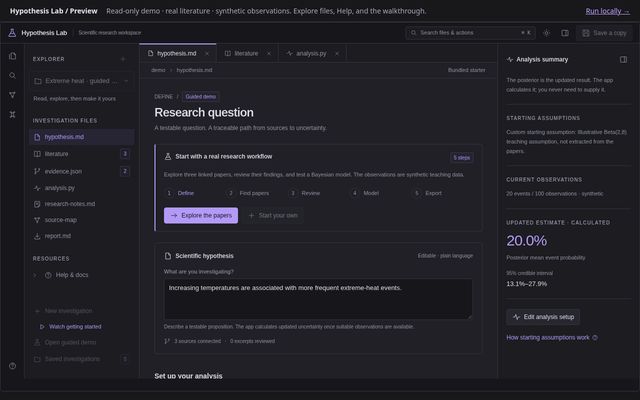 Hypothesis Lab / Preview
Read-only demo · real literature · synthetic observations. Explore files, Help, and the walkthrough.
Run locally →
Hypothesis Lab
Scientific research workspace
Search files & actions
⌘ K
Save a copy
EXPLORER
Extreme heat · guided ...
Read, explore, then make it yours
INVESTIGATION FILES
hypothesis.md
literature
3
evidence.json
2
analysis.py
research-notes.md
source-map
report.md
RESOURCES
Help & docs
New investigation
Watch getting started
Open guided demo
Saved investigations
0
hypothesis.md
literature
analysis.py
demo
hypothesis.md
Bundled starter
DEFINE /
Guided demo
Research question
A testable question. A traceable path from sources to uncertainty.
Start with a real research workflow
5 steps
Explore three linked papers, review their findings, and test a Bayesian model. The observations are synthetic teaching data.
1 Define
2 Find papers
3 Review
4 Model
5 Export
Explore the papers
Start your own
Scientific hypothesis
Editable · plain language
What are you investigating?
Increasing temperatures are associated with more frequent extreme-heat events.
Describe a testable proposition. The app calculates updated uncertainty once suitable observations are available.
3 sources connected · 0 excerpts reviewed
Set up your analysis
Analysis summary
The posterior is the updated result. The app
calculates it; you never need to supply it.
STARTING ASSUMPTIONS
Custom starting assumption: Illustrative Beta(2,8)
teaching assumption, not extracted from the
papers.
CURRENT OBSERVATIONS
20 events / 100 observations · synthetic
UPDATED ESTIMATE · CALCULATED
20.0%
Posterior mean event probability
95% credible interval
13.1%–27.9%
Edit analysis setup
How starting assumptions work